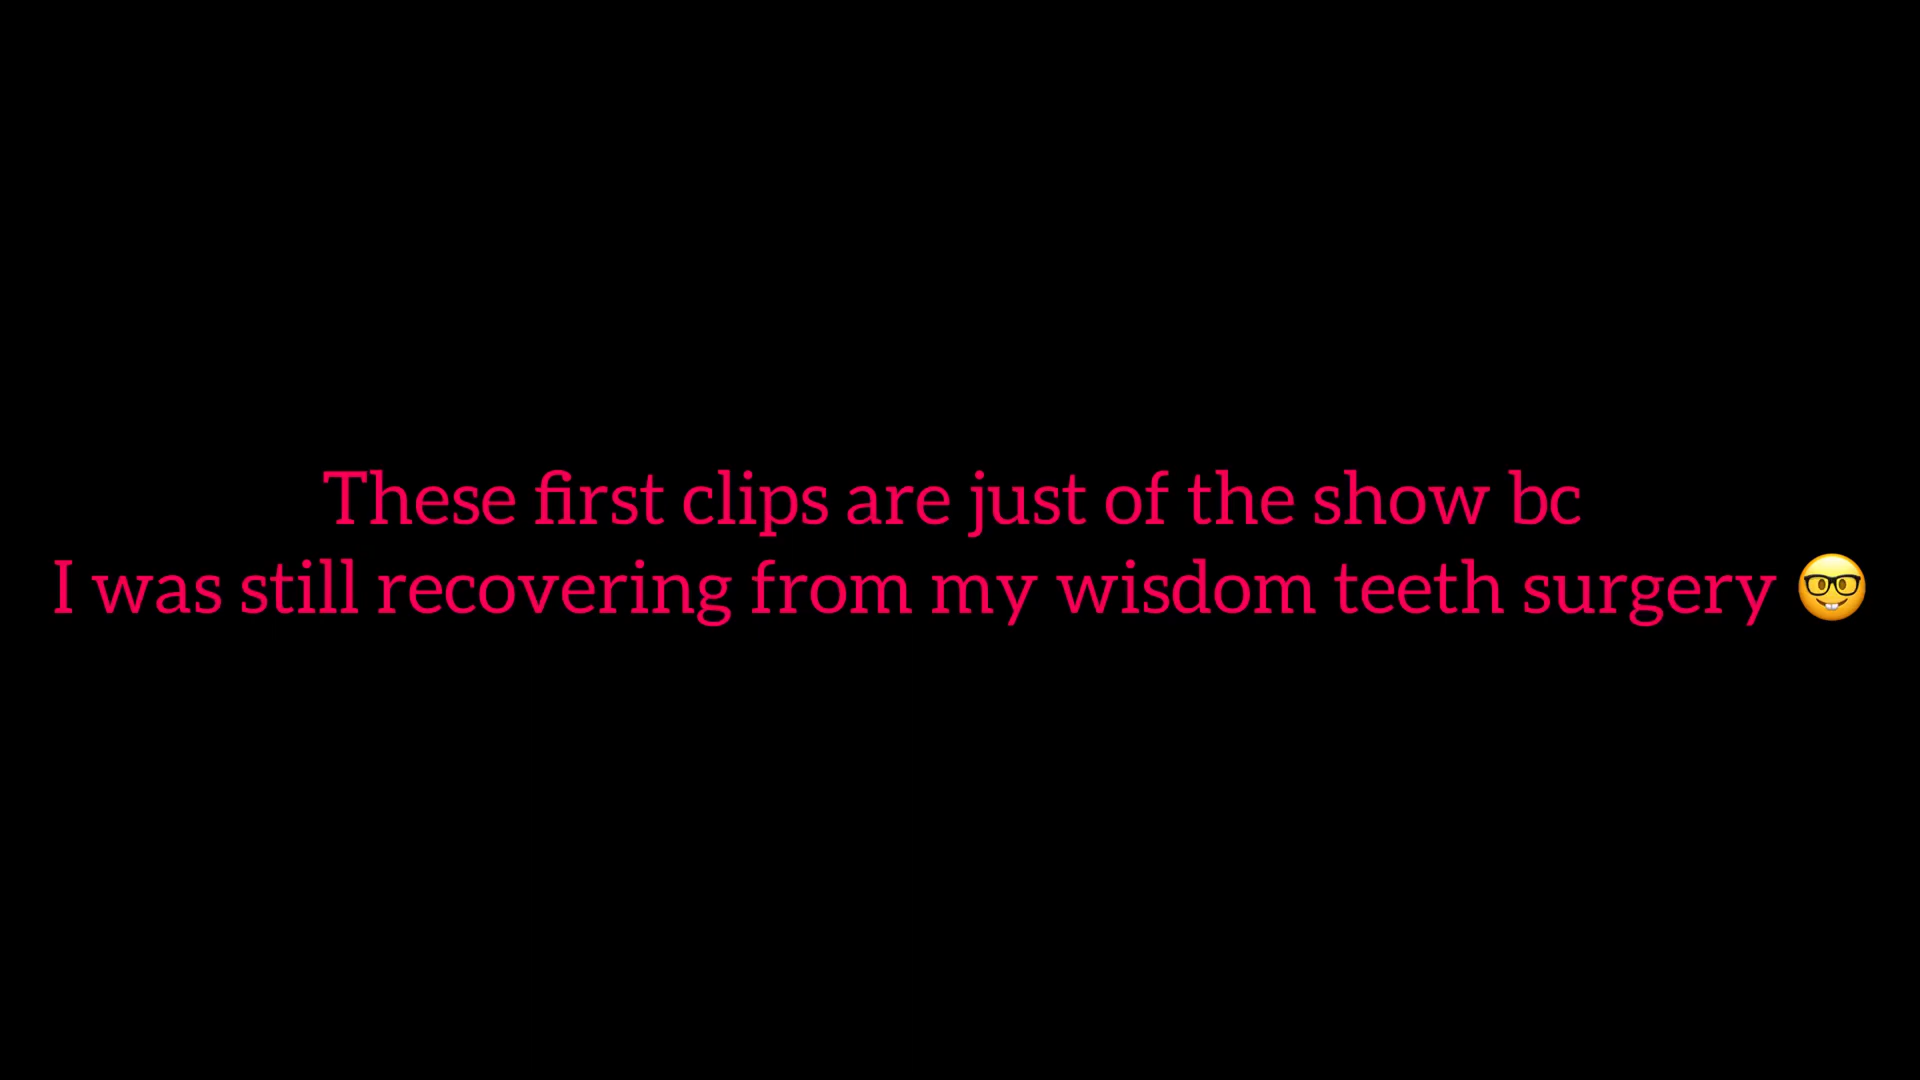 These first clips are just of the show bc
I was still recovering from my wisdom teeth surgery 🤓